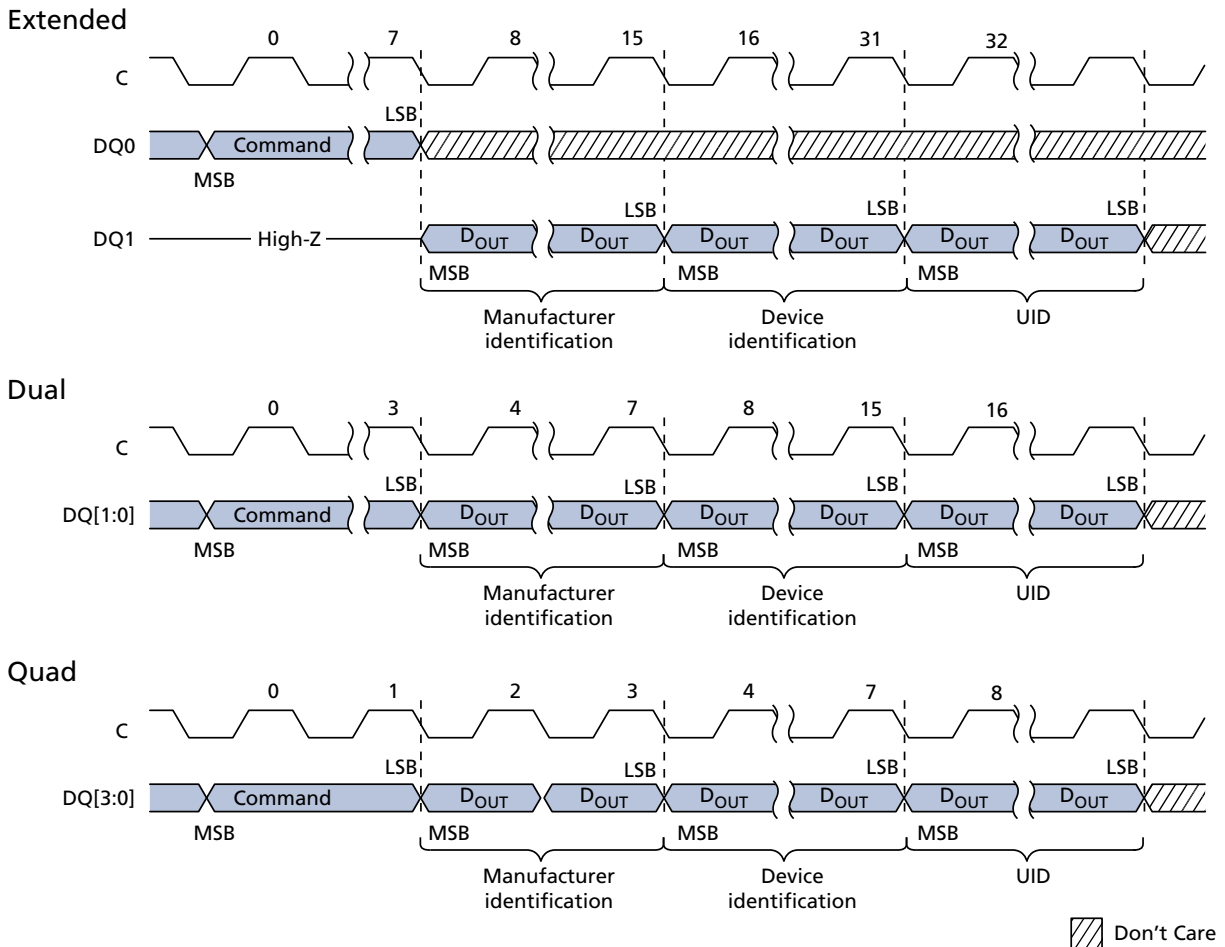 Extended
0 7 8 15 16 31 32
C
LSB
DQ0 Command
MSB
LSB LSB LSB
DQ1 High-Z DOUT DOUT DOUT DOUT DOUT DOUT
MSB MSB MSB
Manufacturer identification Device identification UID
Dual
0 3 4 7 8 15 16
C
LSB LSB LSB LSB
DQ[1:0] Command DOUT DOUT DOUT DOUT DOUT DOUT
MSB MSB MSB MSB
Manufacturer identification Device identification UID
Quad
0 1 2 3 4 7 8
C
LSB LSB LSB LSB
DQ[3:0] Command DOUT DOUT DOUT DOUT DOUT DOUT
MSB MSB MSB MSB
Manufacturer identification Device identification UID
Don't Care